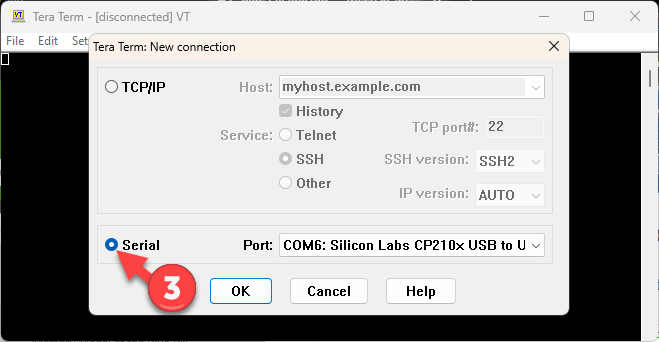 VT Tera Term - [disconnected] VT
File Edit Set
Tera Term: New connection
TCP/IP
Host: myhost.example.com
History
Service: Telnet
TCP port#: 22
SSH
SSH version: SSH2
Other
IP version: AUTO
Serial
Port: COM6: Silicon Labs CP210x USB to U
3
OK Cancel Help